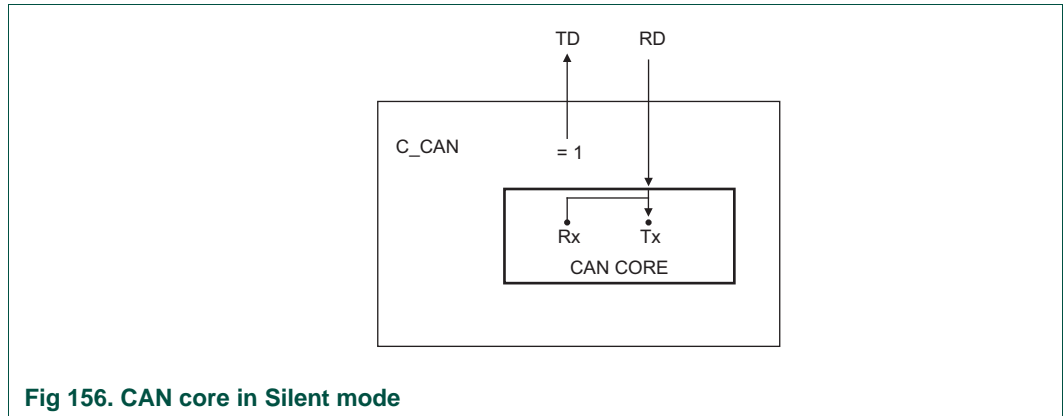 TD RD
C_CAN
= 1
Rx Tx
CAN CORE
Fig 156. CAN core in Silent mode